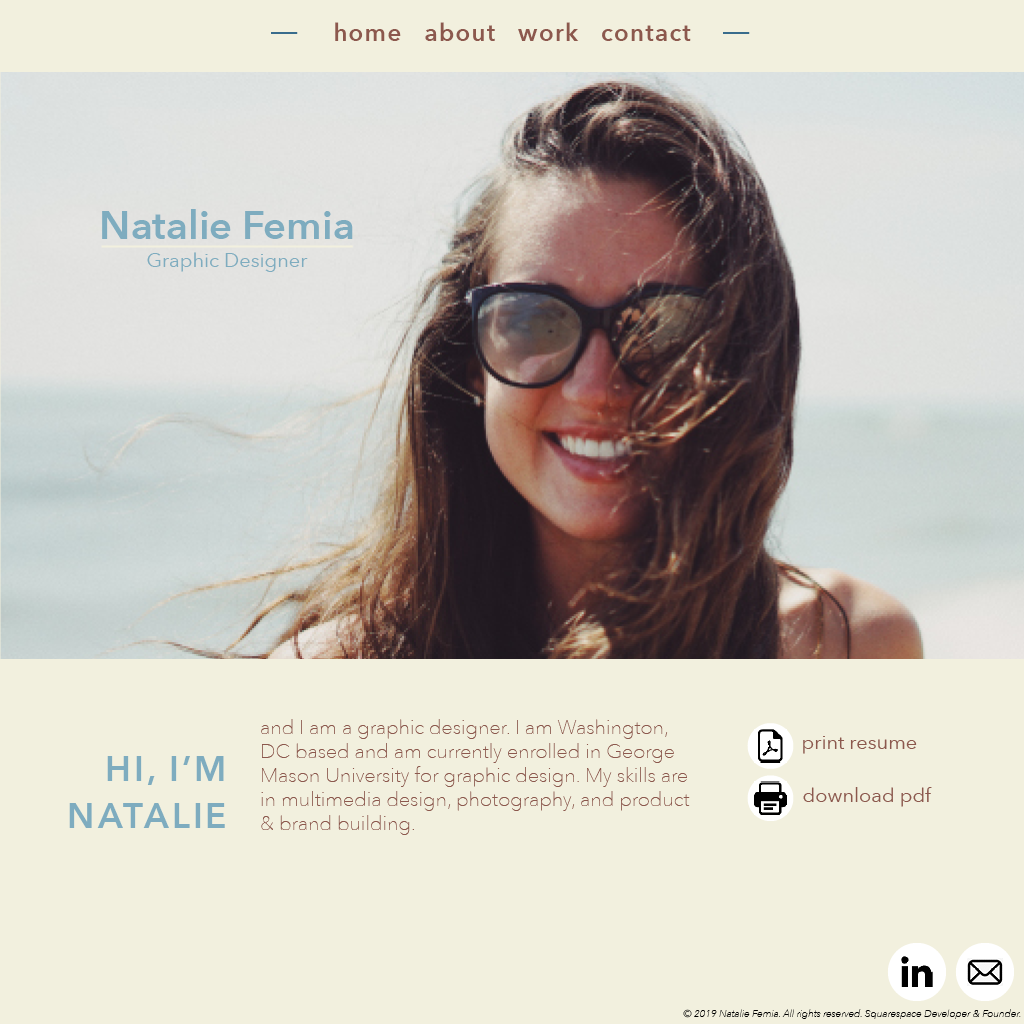 home about work contact
Natalie Femia
Graphic Designer
HI, I'M
NATALIE
and I am a graphic designer. I am Washington,
DC based and am currently enrolled in George
Mason University for graphic design. My skills are
in multimedia design, photography, and product
& brand building.
print resume
download pdf
in
© 2019 Natalie Femia. All rights reserved. Squarespace Developer & Founder.